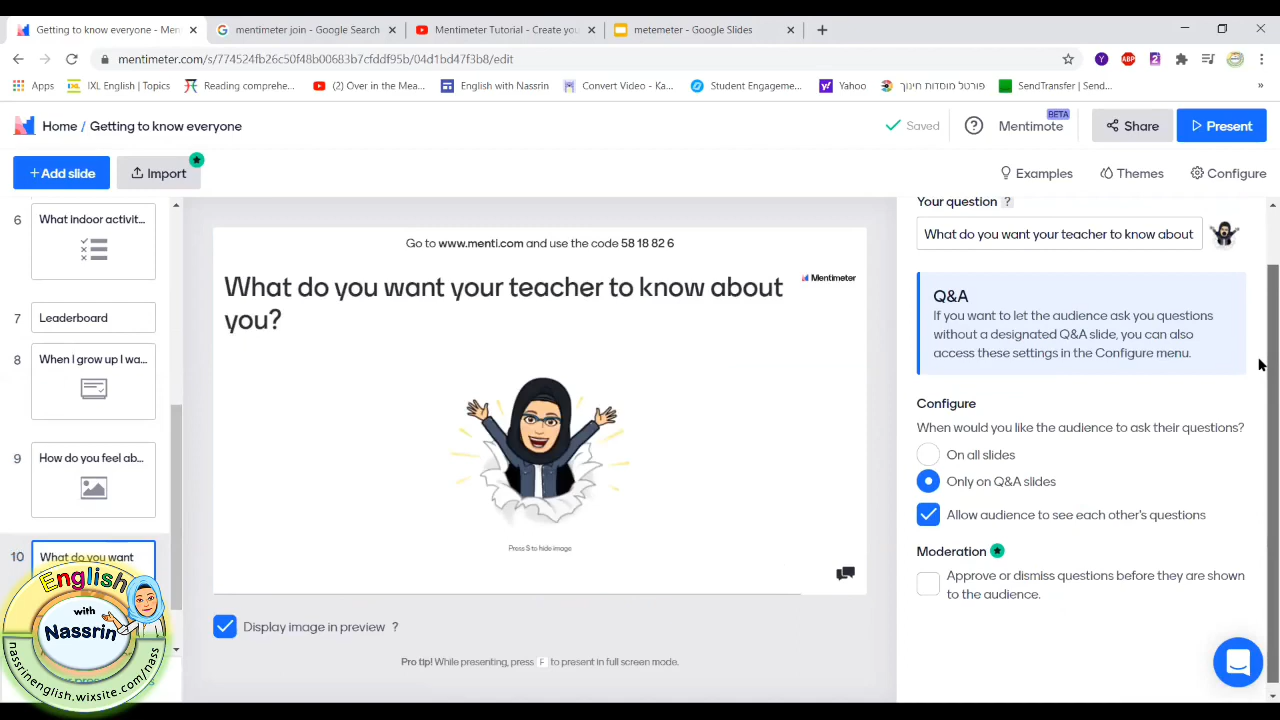 Getting to know everyone - Men
mentimeter join - Google Search
Mentimeter Tutorial - Create you
metemeter - Google Slides
mentimeter.com/s/774524fb26c50f48b00683b7cfddf95b/04f1bd47f3b8/edit
Apps
IXL English | Topics
Reading comprehe...
(2) Over in the Mea...
English with Nassrin
Convert Video - Ka...
Student Engageme...
Yahoo
פורטל מוסדות חינוך
SendTransfer | Send...
Home / Getting to know everyone
Saved
Mentimote
BETA
Share
Present
+ Add slide
Import
Examples
Themes
Configure
6
What indoor activit...
7
Leaderboard
8
When I grow up I wa...
9
How do you feel ab...
10
What do you want
Go to www.menti.com and use the code 58 18 82 6
What do you want your teacher to know about
you?
Mentimeter
Press S to hide image
Display image in preview ?
Pro tip! While presenting, press F to present in full screen mode.
Your question ?
What do you want your teacher to know about
Q&A
If you want to let the audience ask you questions
without a designated Q&A slide, you can also
access these settings in the Configure menu.
Configure
When would you like the audience to ask their questions?
On all slides
Only on Q&A slides
Allow audience to see each other's questions
Moderation
Approve or dismiss questions before they are shown
to the audience.
English
with
Nassrin
nassrinenglish.wixsite.com/nass